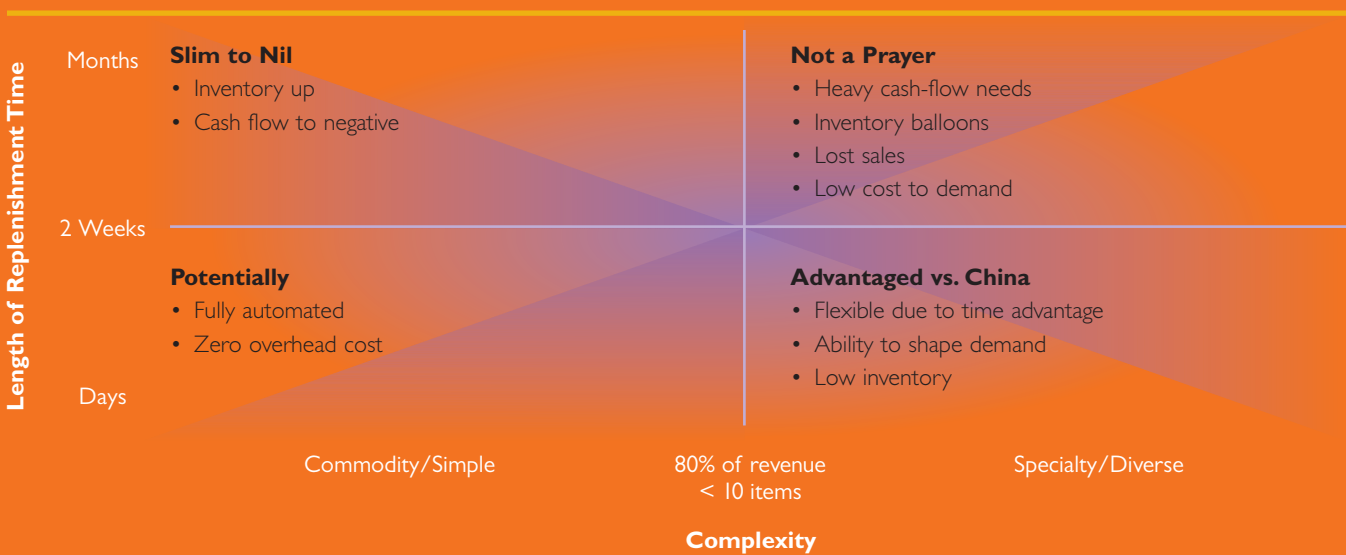 Length of Replenishment Time
Months
2 Weeks
Days
Slim to Nil
• Inventory up
• Cash flow to negative
Not a Prayer
• Heavy cash-flow needs
• Inventory balloons
• Lost sales
• Low cost to demand
Potentially
• Fully automated
• Zero overhead cost
Advantaged vs. China
• Flexible due to time advantage
• Ability to shape demand
• Low inventory
Commodity/Simple
80% of revenue
< 10 items
Specialty/Diverse
Complexity